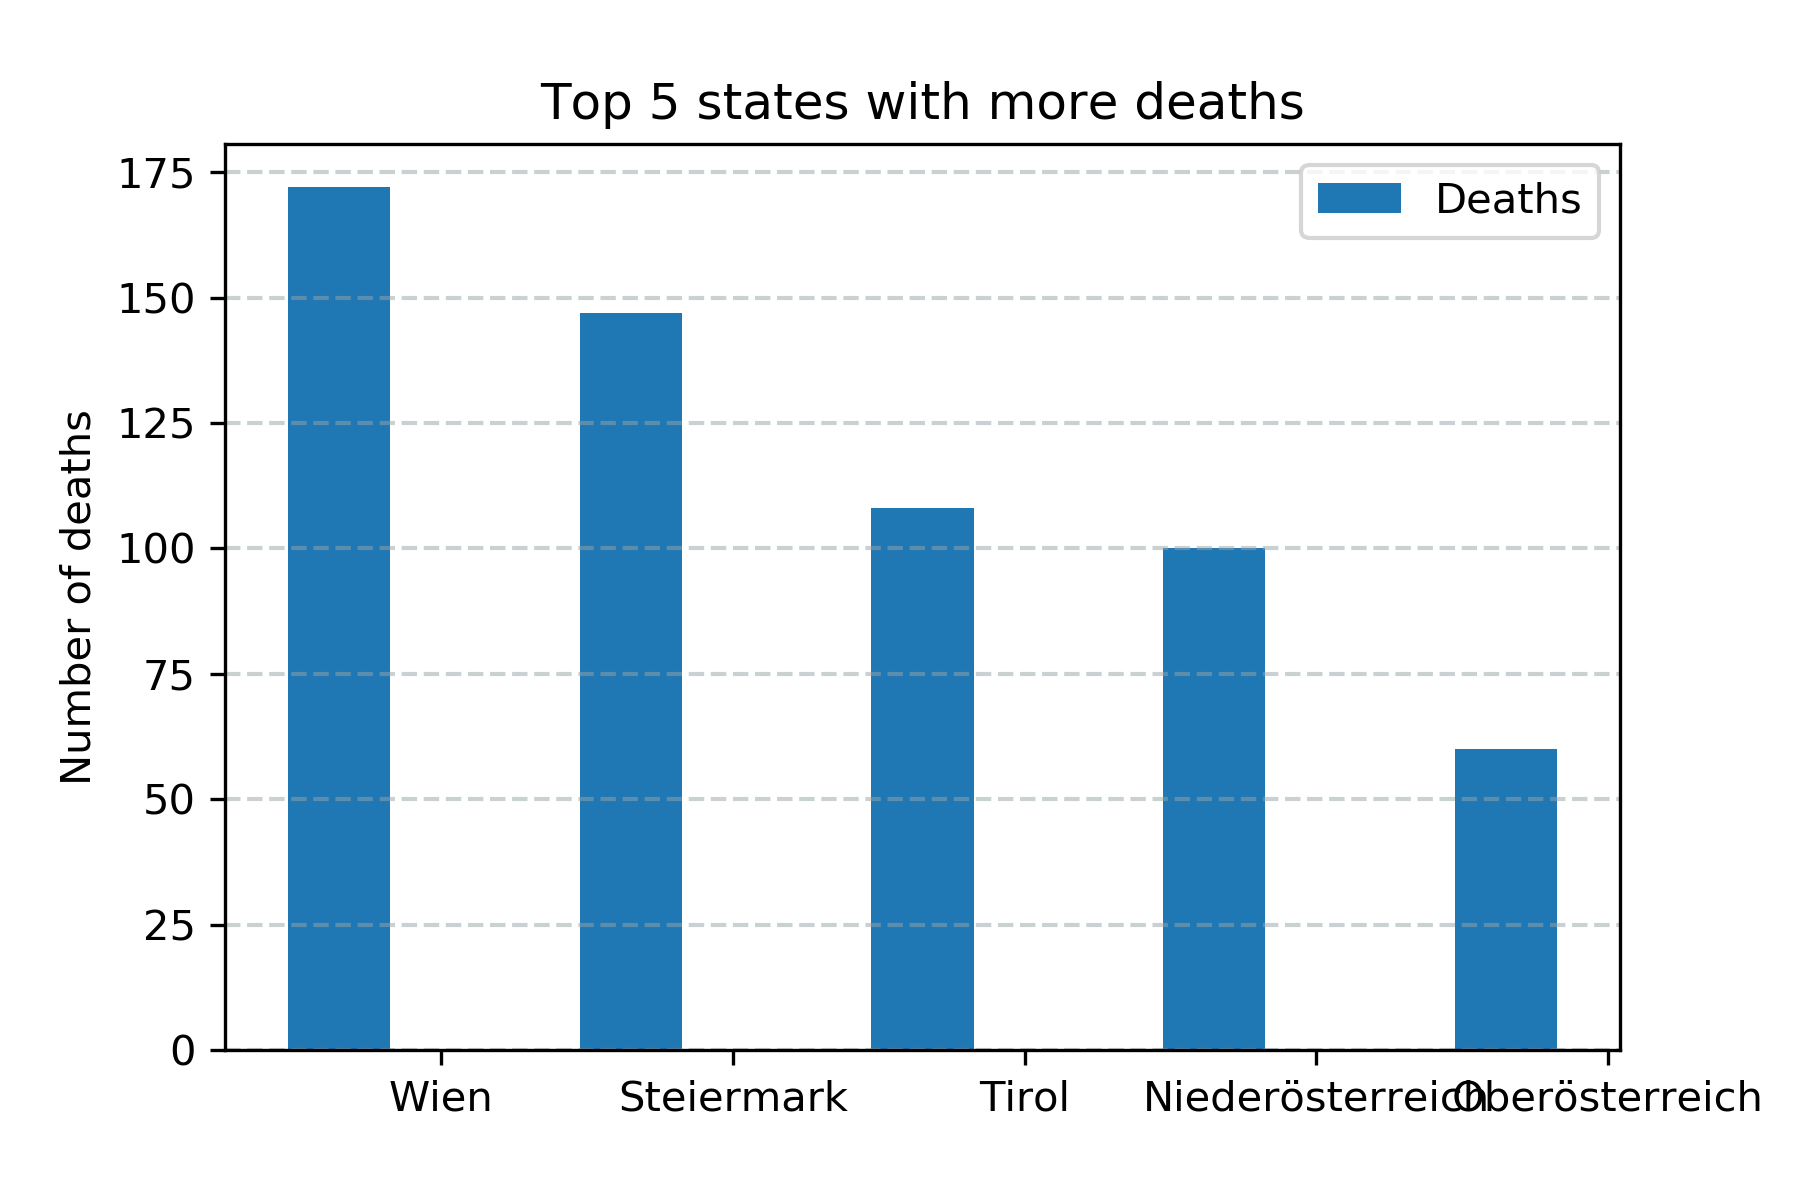 Top 5 states with more deaths
Deaths
Number of deaths
175
150
125
100
75
50
25
0
Wien
Steiermark
Tirol
Niederösterreich
Oberösterreich